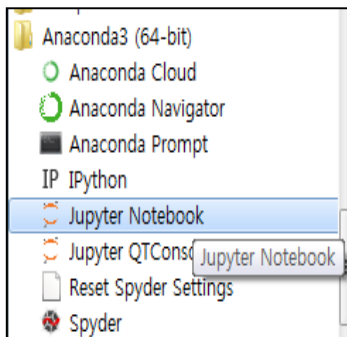 Anaconda3 (64-bit)
Anaconda Cloud
Anaconda Navigator
Anaconda Prompt
IP IPython
Jupyter Notebook
Jupyter QTConsc
Jupyter Notebook
Reset Spyder Settings
Spyder